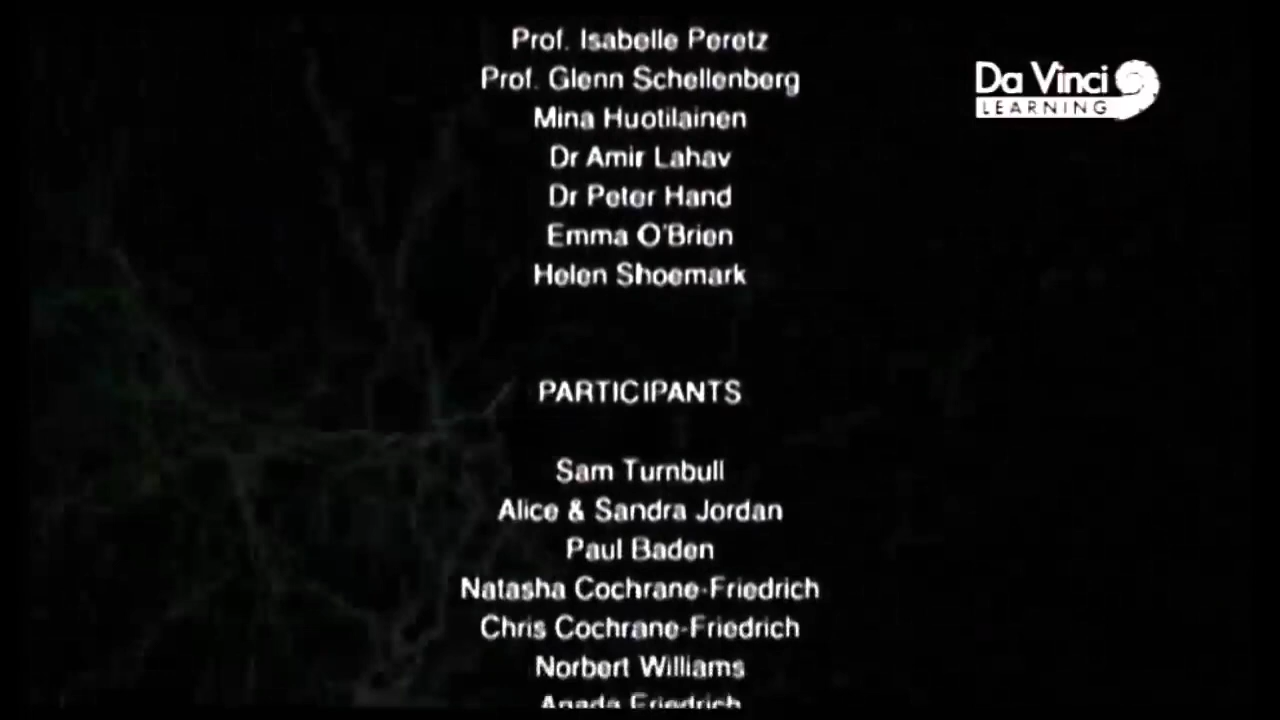 Prof. Isabelle Peretz
Prof. Glenn Schellenberg
Mina Huotilainen
Dr Amir Lahav
Dr Peter Hand
Emma O'Brien
Helen Shoemark
PARTICIPANTS
Sam Turnbull
Alice & Sandra Jordan
Paul Baden
Natasha Cochrane-Friedrich
Chris Cochrane-Friedrich
Norbert Williams
Friedrich
Da Vinci
LEARNING